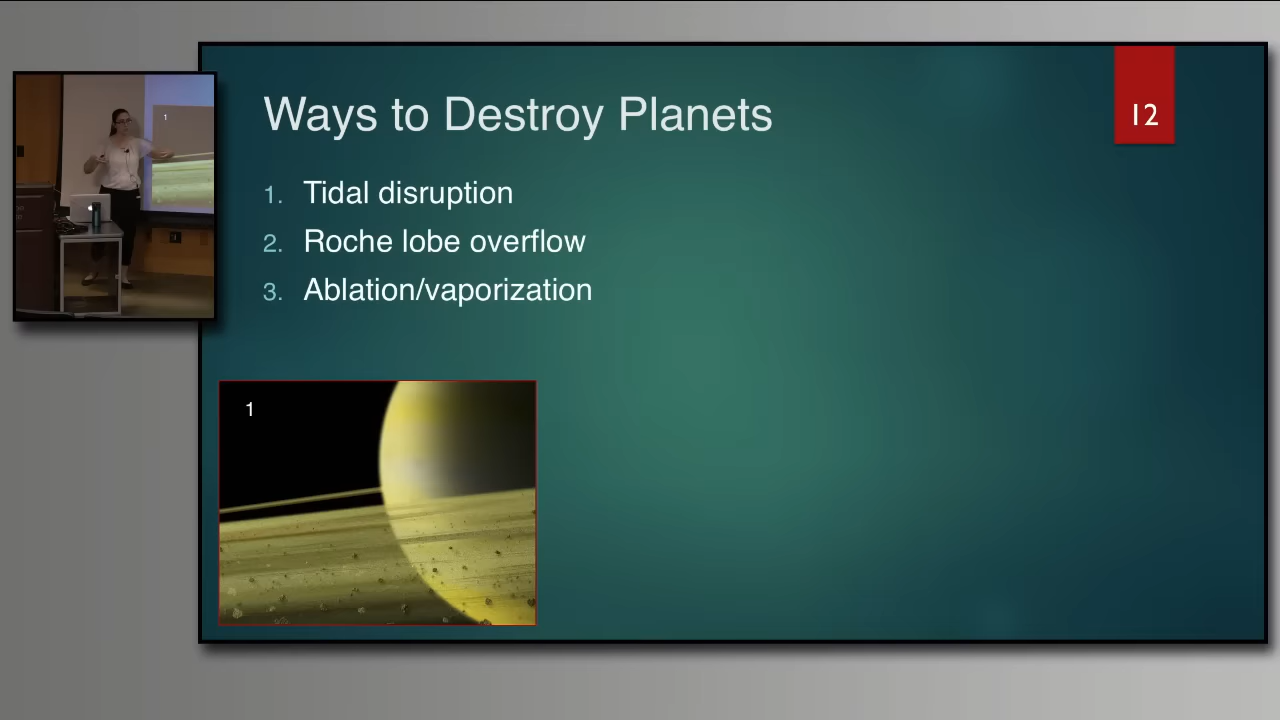 Ways to Destroy Planets
12
1. Tidal disruption
2. Roche lobe overflow
3. Ablation/vaporization
1
1